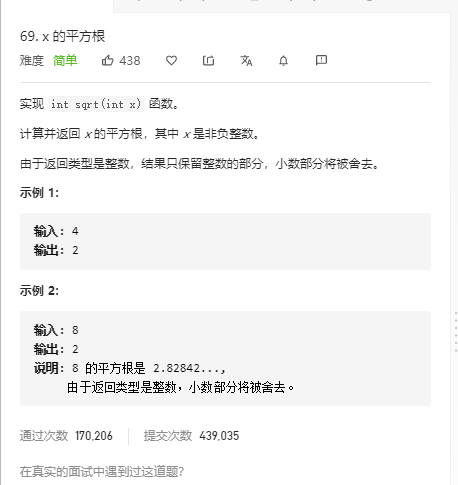 69. x 的平方根
难度 简单 438
实现 int sqrt(int x) 函数。
计算并返回 x 的平方根，其中 x 是非负整数。
由于返回类型是整数，结果只保留整数的部分，小数部分将被舍去。
示例 1:
输入: 4
输出: 2
示例 2:
输入: 8
输出: 2
说明: 8 的平方根是 2.82842...,
由于返回类型是整数，小数部分将被舍去。
通过次数 170,206 提交次数 439,035
在真实的面试中遇到过这道题?